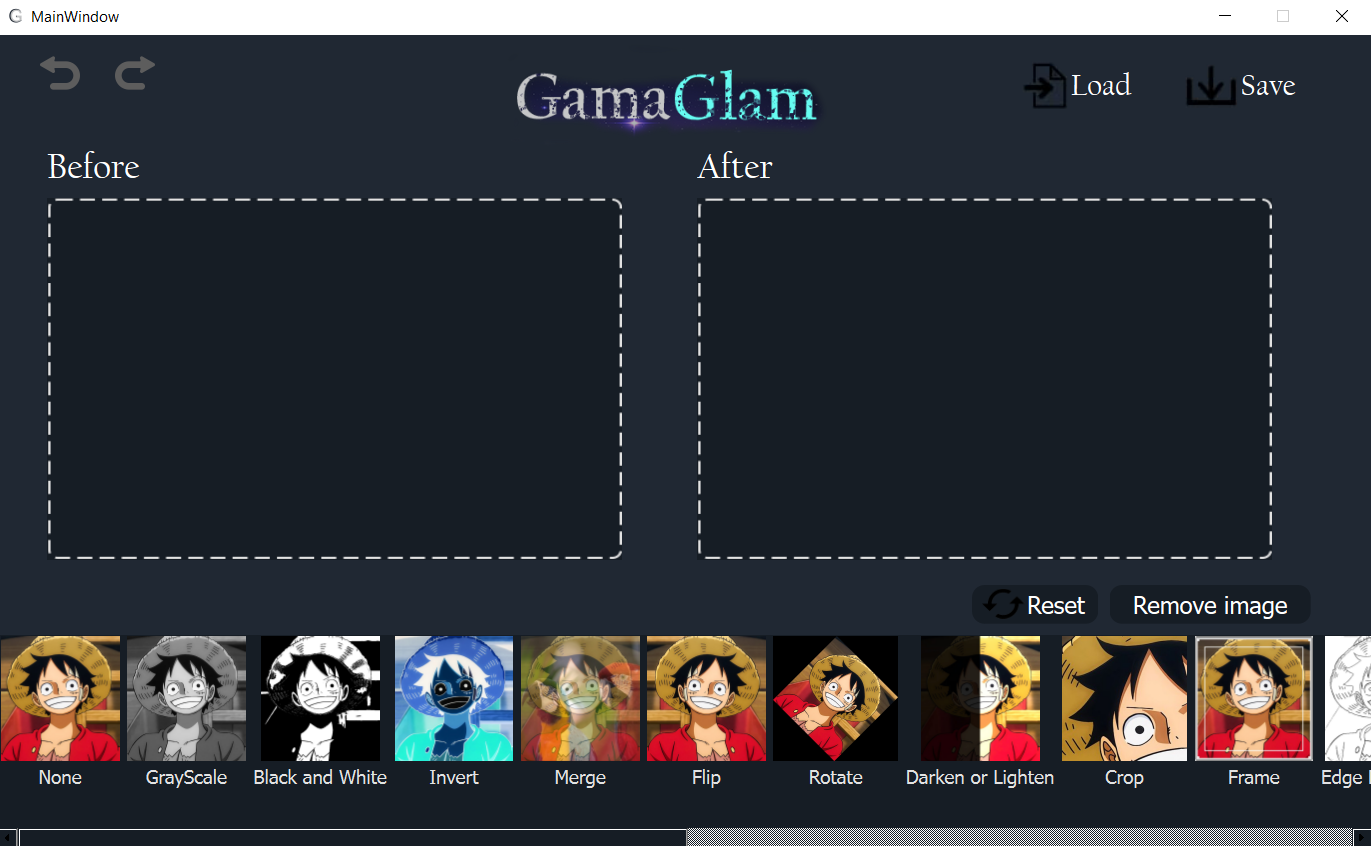 G MainWindow
GamaGlam
Load
Save
Before
After
Reset
Remove image
None
GrayScale
Black and White
Invert
Merge
Flip
Rotate
Darken or Lighten
Crop
Frame
Edge